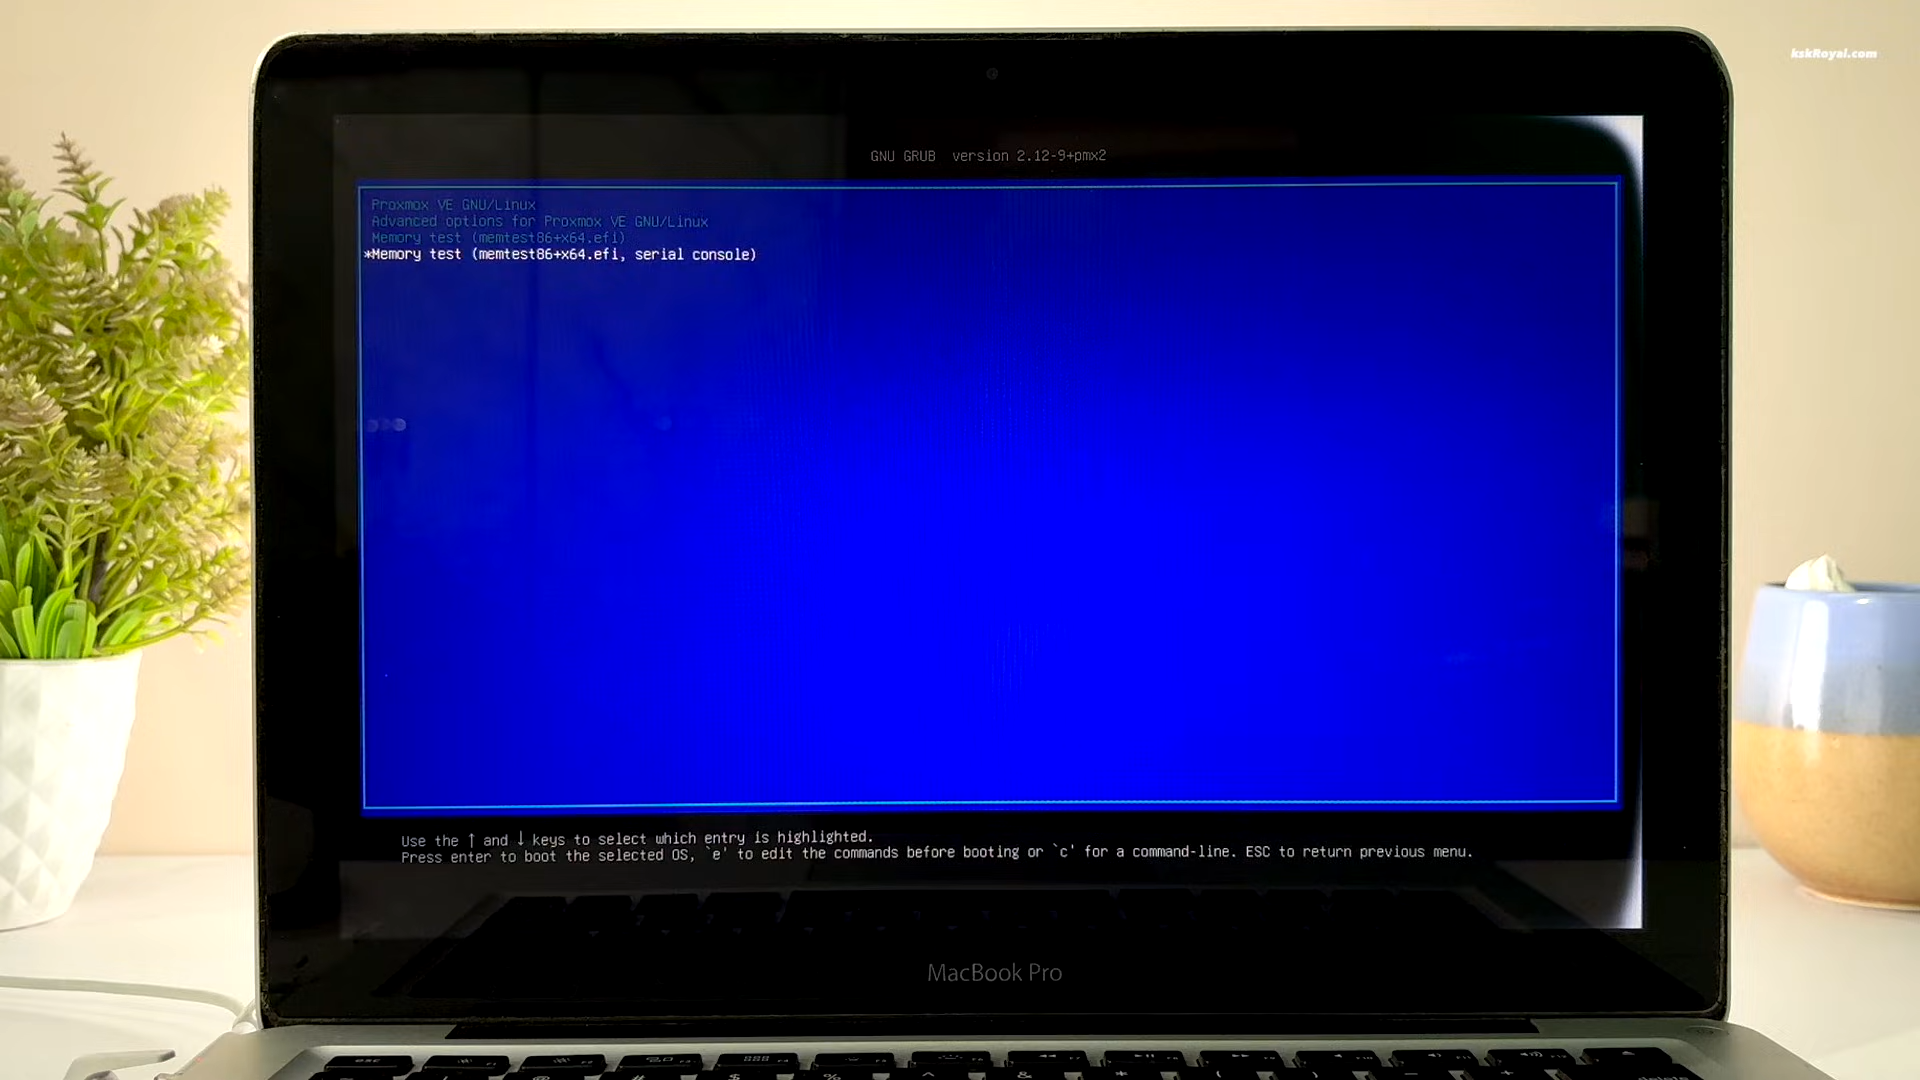 kskRoyal.com
GNU GRUB version 2.12-9+pmx2
Proxmox VE GNU/Linux
Advanced options for Proxmox VE GNU/Linux
Memory test (memtest86+x64.efi)
*Memory test (memtest86+x64.efi, serial console)
Use the ↑ and ↓ keys to select which entry is highlighted.
Press enter to boot the selected OS, `e' to edit the commands before booting or `c' for a command-line. ESC to return previous menu.
MacBook Pro
esc